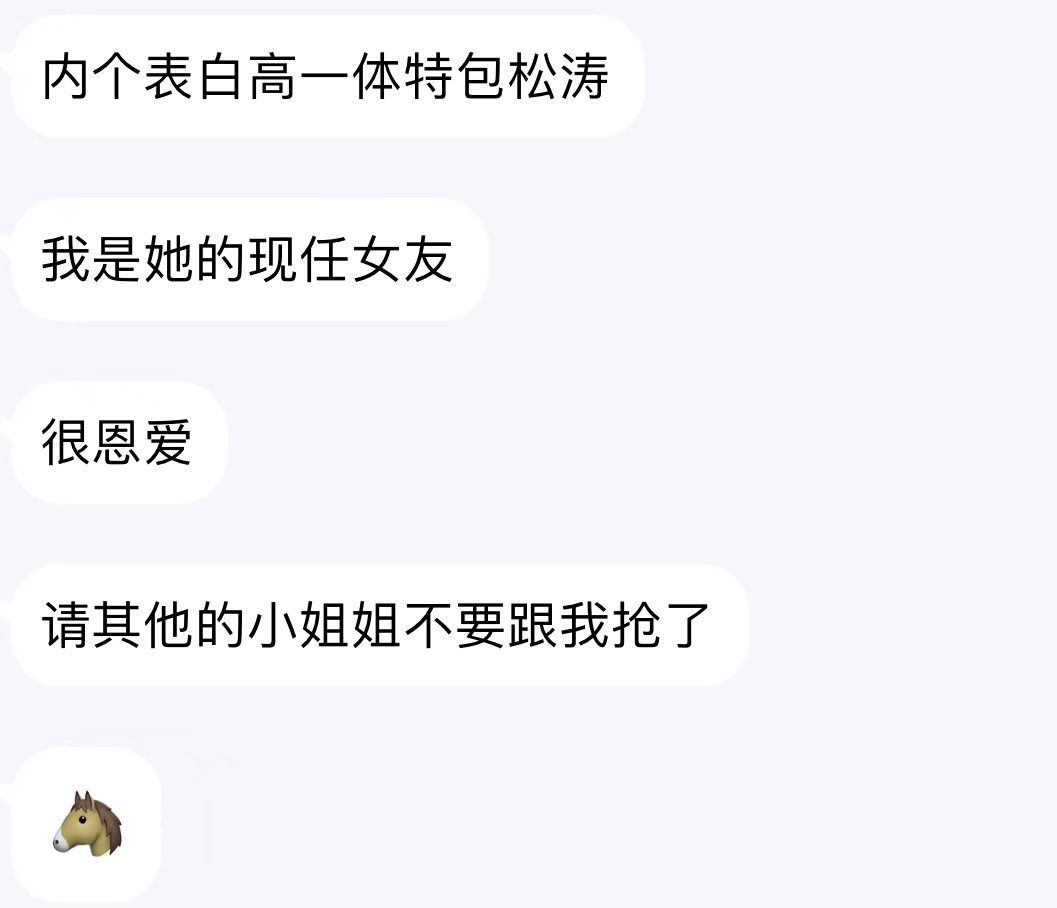 内个表白高一体特包松涛
我是她的现任女友
很恩爱
请其他的小姐姐不要跟我抢了
🐴